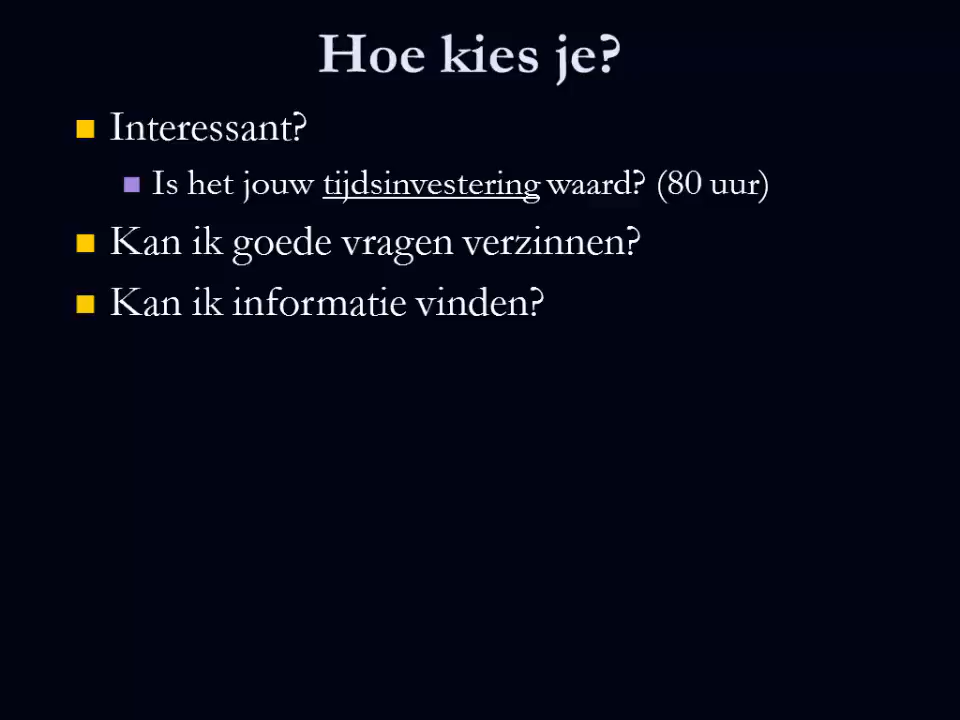 Hoe kies je?
Interessant?
Is het jouw tijdsinvestering waard? (80 uur)
Kan ik goede vragen verzinnen?
Kan ik informatie vinden?